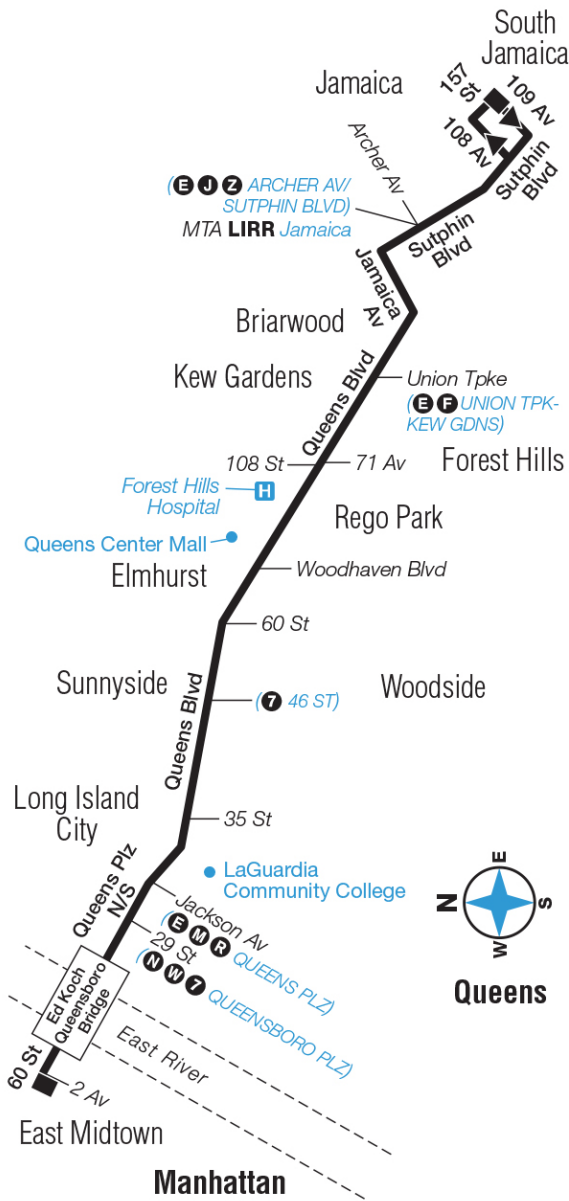 South
Jamaica
Jamaica
157
St
109 Av
108 Av
Sutphin
Blvd
Archer Av
(E J Z ARCHER AV/
SUTPHIN BLVD)
MTA LIRR Jamaica
Sutphin
Blvd
Jamaica
Av
Briarwood
Kew Gardens
Queens Blvd
Union Tpke
(E F UNION TPK-
KEW GDNS)
108 St
71 Av
Forest Hills
Forest Hills
Hospital
H
Rego Park
Queens Center Mall
Elmhurst
Woodhaven Blvd
60 St
Sunnyside
Queens Blvd
(7 46 ST)
Woodside
Long Island
City
35 St
Queens Plz
N/S
LaGuardia
Community College
Jackson Av
(E M R QUEENS PLZ)
29 St
(N W 7 QUEENSBORO PLZ)
E
N
S
W
Queens
Ed Koch
Queensboro
Bridge
East River
60 St
2 Av
East Midtown
Manhattan